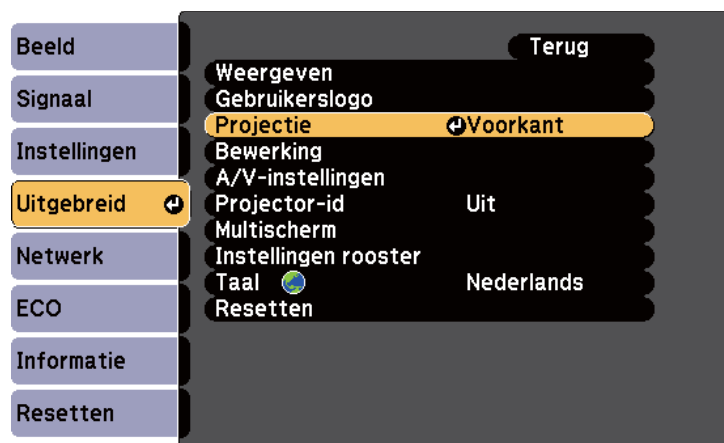 Beeld
Signaal
Instellingen
Uitgebreid
Netwerk
ECO
Informatie
Resetten
Terug
Weergeven
Gebruikerslogo
Projectie Voorkant
Bewerking
A/V-instellingen
Projector-id Uit
Multischerm
Instellingen rooster
Taal Nederlands
Resetten